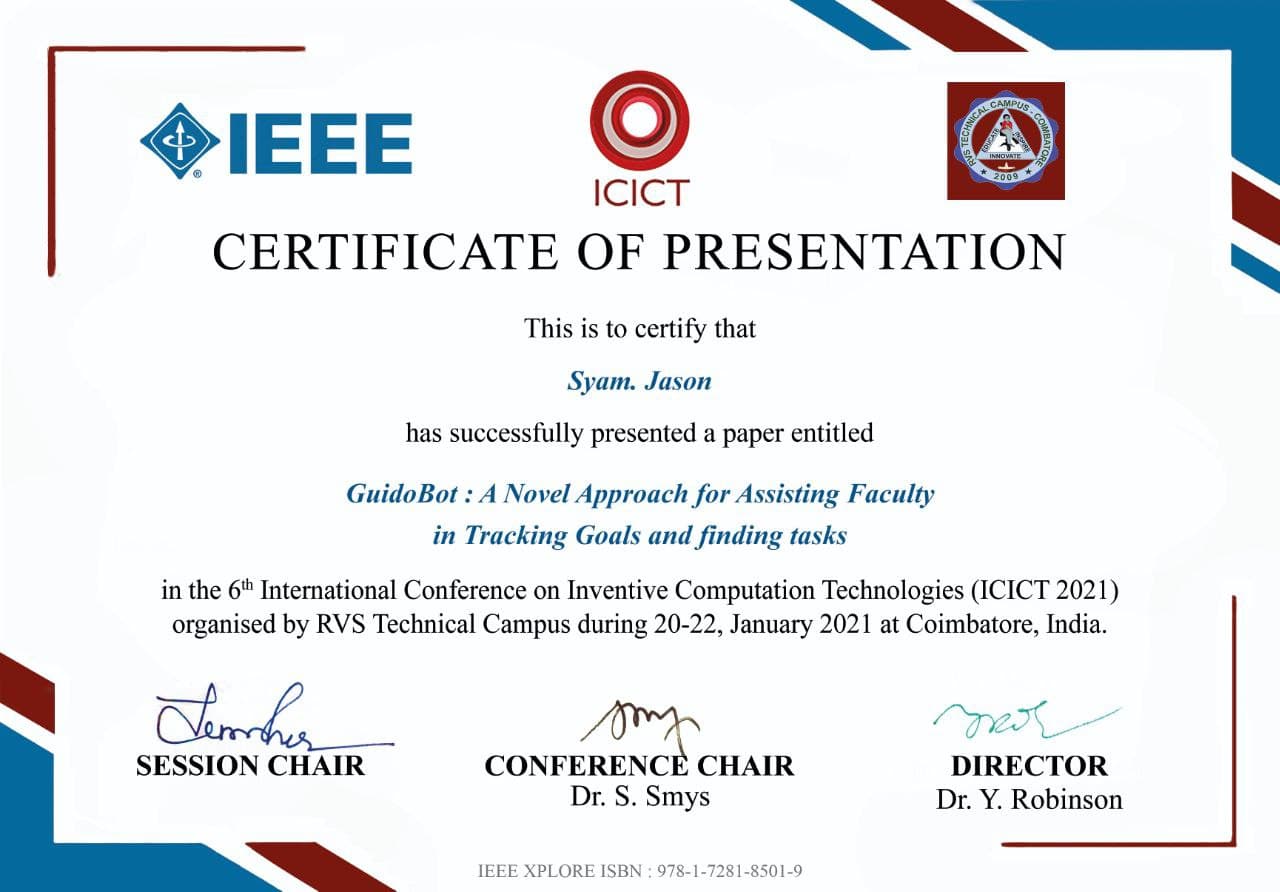 IEEE
®
ICICT
RVS TECHNICAL CAMPUS - COIMBATORE
EDUCATE INSPIRE
INNOVATE
2009
CERTIFICATE OF PRESENTATION
This is to certify that
Syam. Jason
has successfully presented a paper entitled
GuidoBot : A Novel Approach for Assisting Faculty
in Tracking Goals and finding tasks
in the 6th International Conference on Inventive Computation Technologies (ICICT 2021)
organised by RVS Technical Campus during 20-22, January 2021 at Coimbatore, India.
SESSION CHAIR
CONFERENCE CHAIR
Dr. S. Smys
DIRECTOR
Dr. Y. Robinson
IEEE XPLORE ISBN : 978-1-7281-8501-9